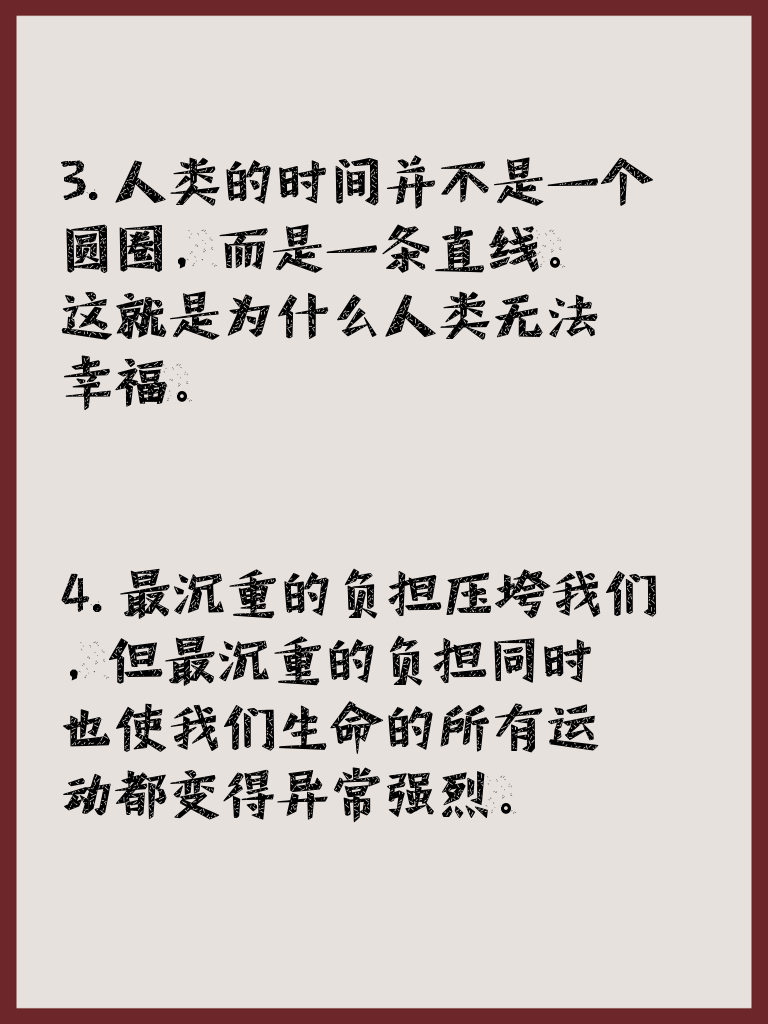 3. 人类的时间并不是一个
圆圈，而是一条直线。
这就是为什么人类无法
幸福。
4. 最沉重的负担压垮我们
，但最沉重的负担同时
也使我们生命的所有运
动都变得异常强烈。